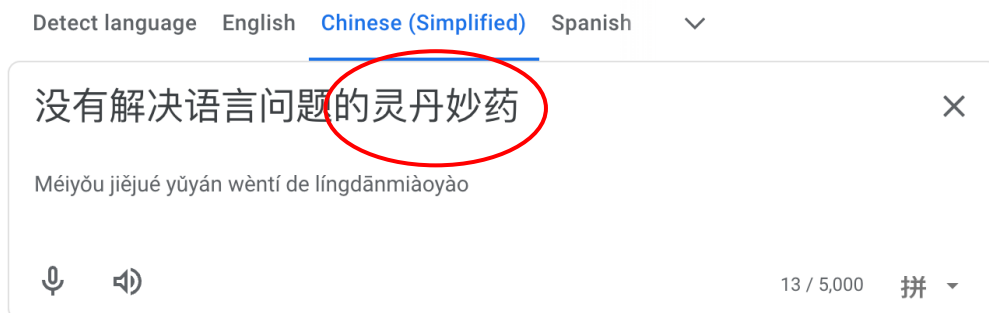 Detect language English Chinese (Simplified) Spanish
没有解决语言问题的灵丹妙药
Méiyǒu jiějué yǔyán wèntí de língdānmiàoyào
13 / 5,000 拼